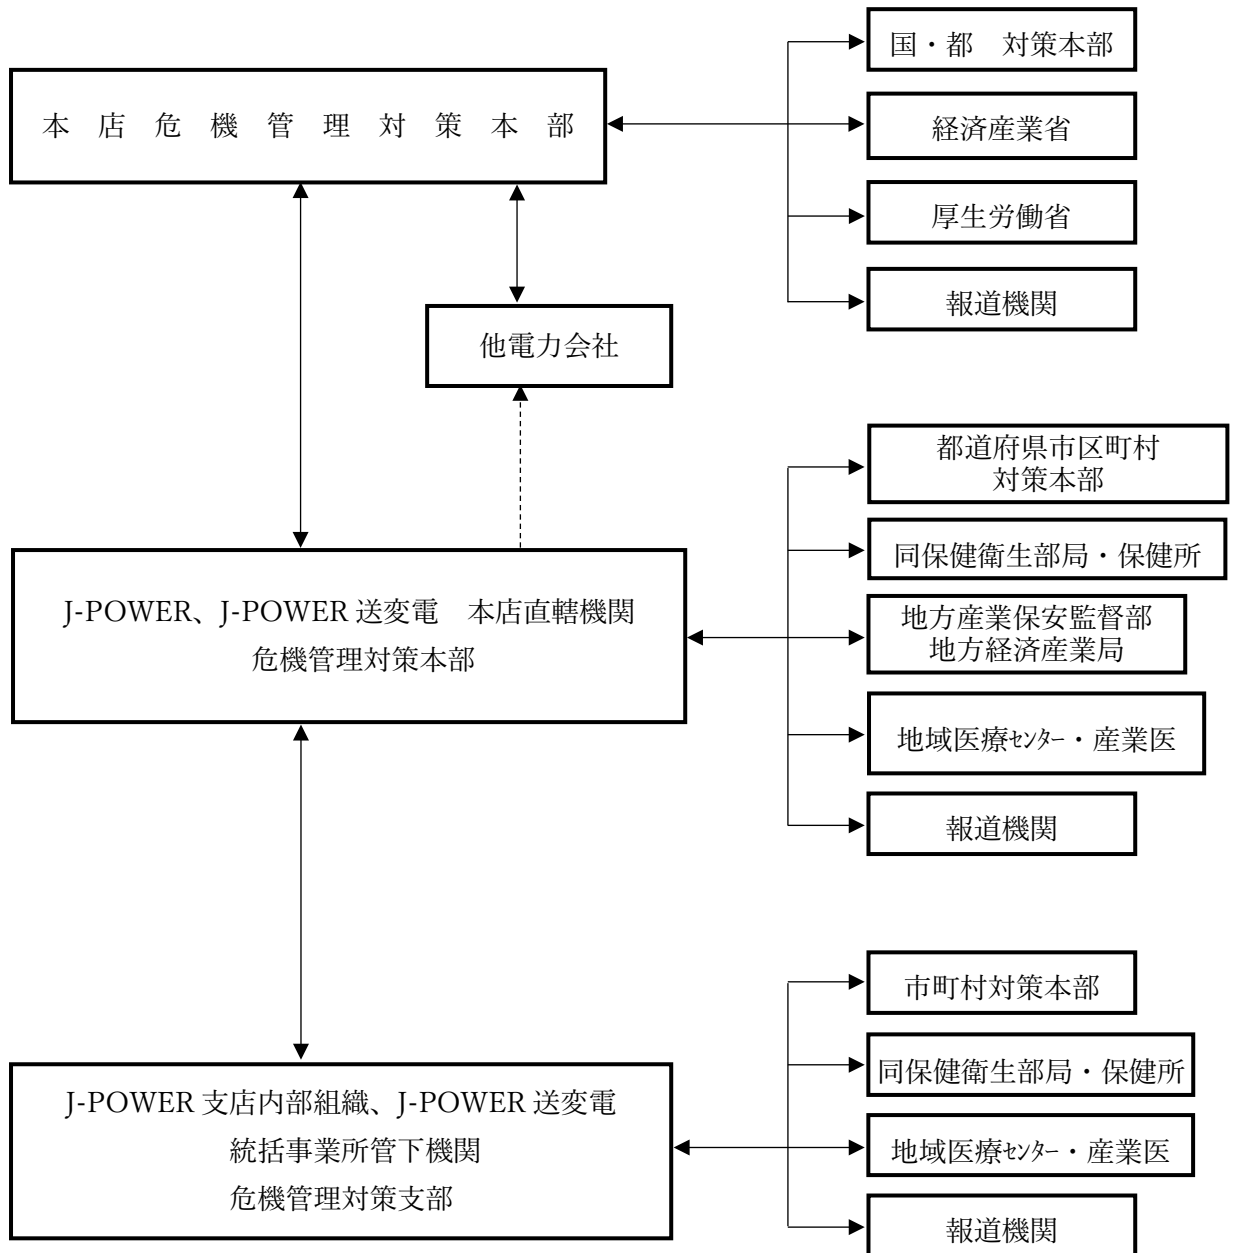 国・都　対策本部
本店危機管理対策本部
経済産業省
厚生労働省
報道機関
他電力会社
都道府県市区町村
対策本部
同保健衛生部局・保健所
J-POWER、J-POWER 送変電　本店直轄機関
危機管理対策本部
地方産業保安監督部
地方経済産業局
地域医療ｾﾝﾀｰ・産業医
報道機関
市町村対策本部
同保健衛生部局・保健所
J-POWER 支店内部組織、J-POWER 送変電
統括事業所管下機関
危機管理対策支部
地域医療ｾﾝﾀｰ・産業医
報道機関